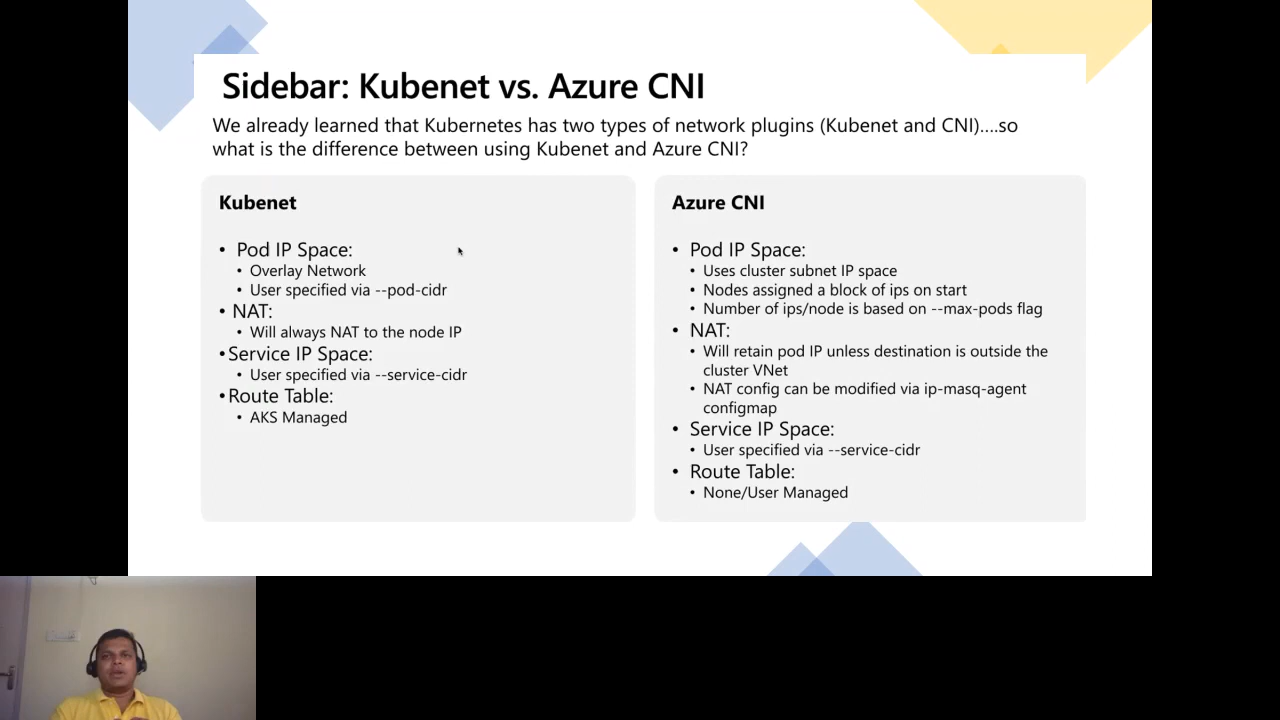 Sidebar: Kubenet vs. Azure CNI
We already learned that Kubernetes has two types of network plugins (Kubenet and CNI)....so
what is the difference between using Kubenet and Azure CNI?
Kubenet
• Pod IP Space:
• Overlay Network
• User specified via --pod-cidr
• NAT:
• Will always NAT to the node IP
• Service IP Space:
• User specified via --service-cidr
• Route Table:
• AKS Managed
Azure CNI
• Pod IP Space:
• Uses cluster subnet IP space
• Nodes assigned a block of ips on start
• Number of ips/node is based on --max-pods flag
• NAT:
• Will retain pod IP unless destination is outside the
cluster VNet
• NAT config can be modified via ip-masq-agent
configmap
• Service IP Space:
• User specified via --service-cidr
• Route Table:
• None/User Managed